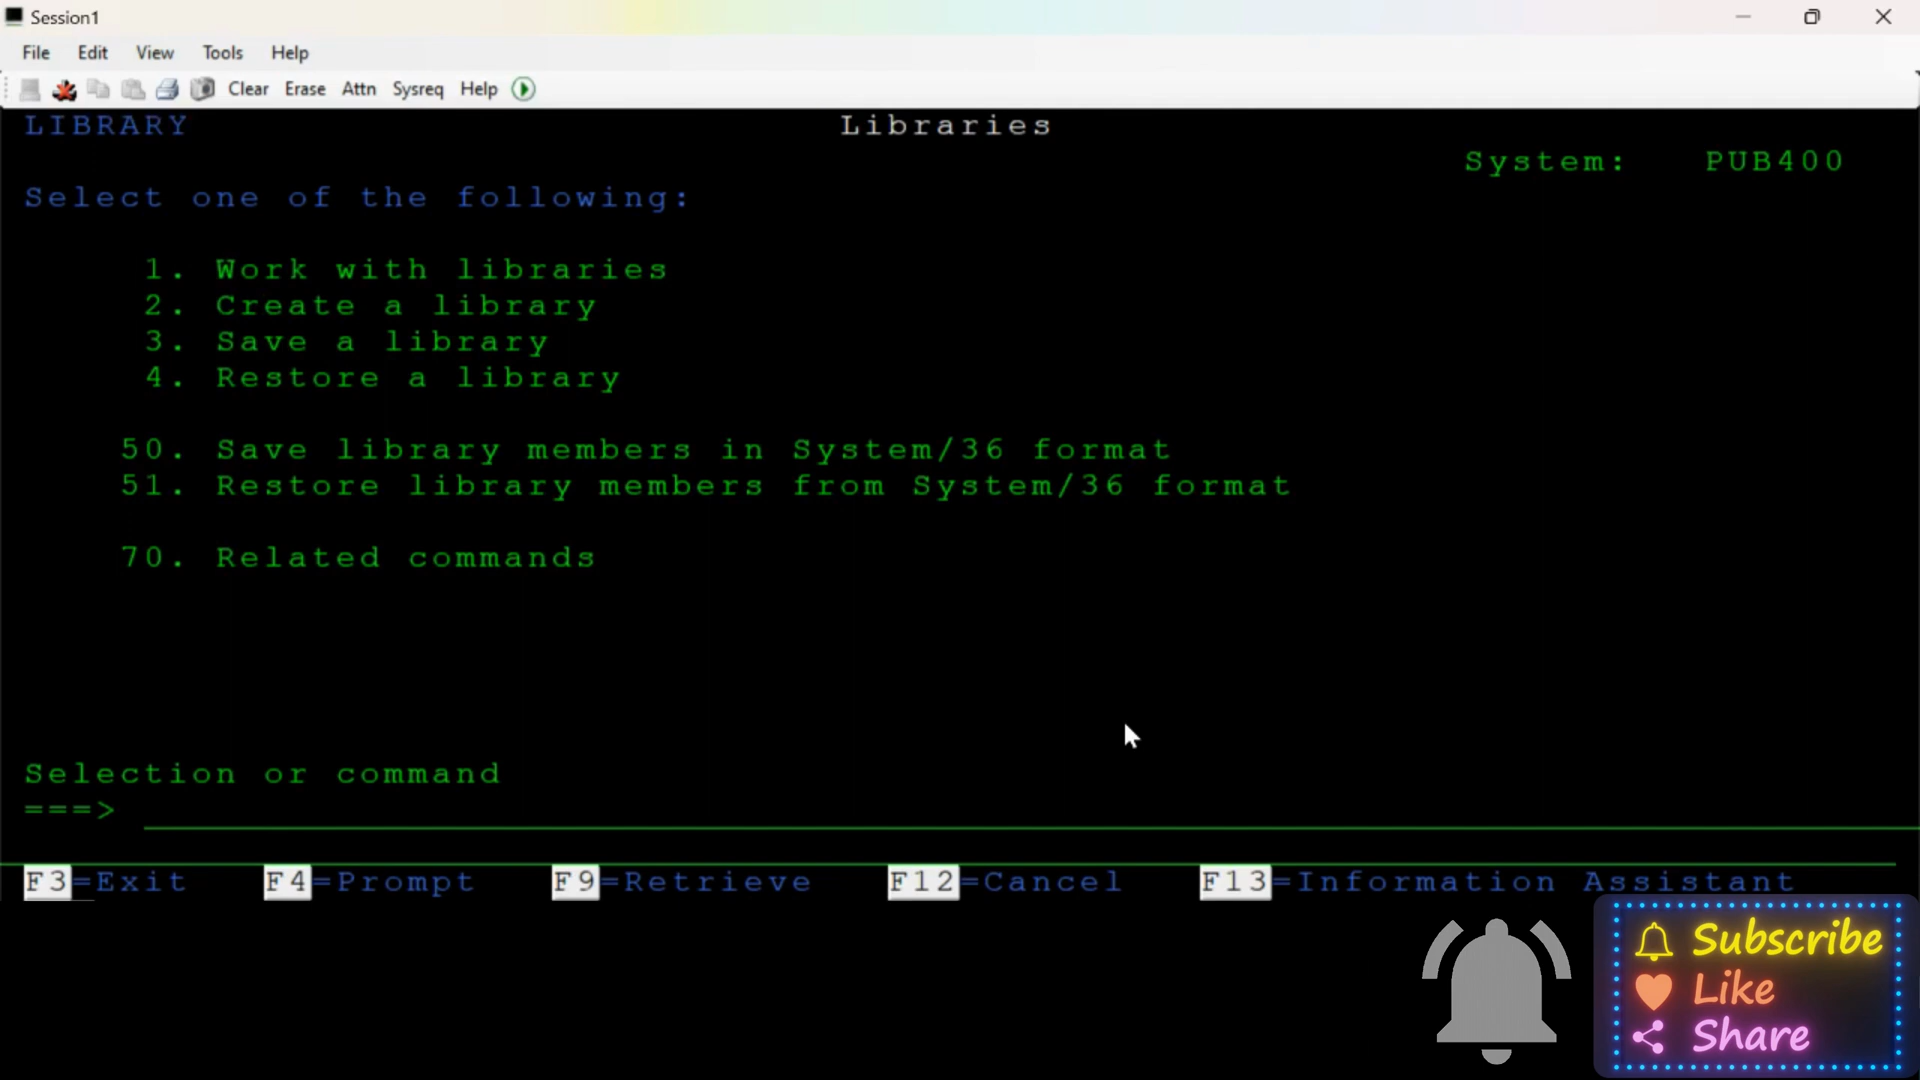 Session1
File Edit View Tools Help
Clear Erase Attn Sysreq Help
LIBRARY Libraries
System: PUB400
Select one of the following:
1. Work with libraries
2. Create a library
3. Save a library
4. Restore a library
50. Save library members in System/36 format
51. Restore library members from System/36 format
70. Related commands
Selection or command
===>
F3=Exit F4=Prompt F9=Retrieve F12=Cancel F13=Information Assistant
Subscribe
Like
Share